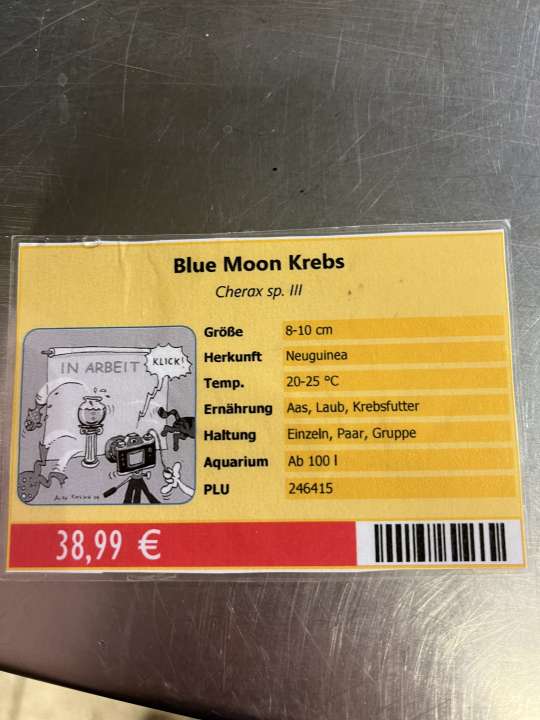 Blue Moon Krebs
Cherax sp. III
IN ARBEIT
KLICK!
Größe 8-10 cm
Herkunft Neuguinea
Temp. 20-25 °C
Ernährung Aas, Laub, Krebsfutter
Haltung Einzeln, Paar, Gruppe
Aquarium Ab 100 l
PLU 246415
38,99 €